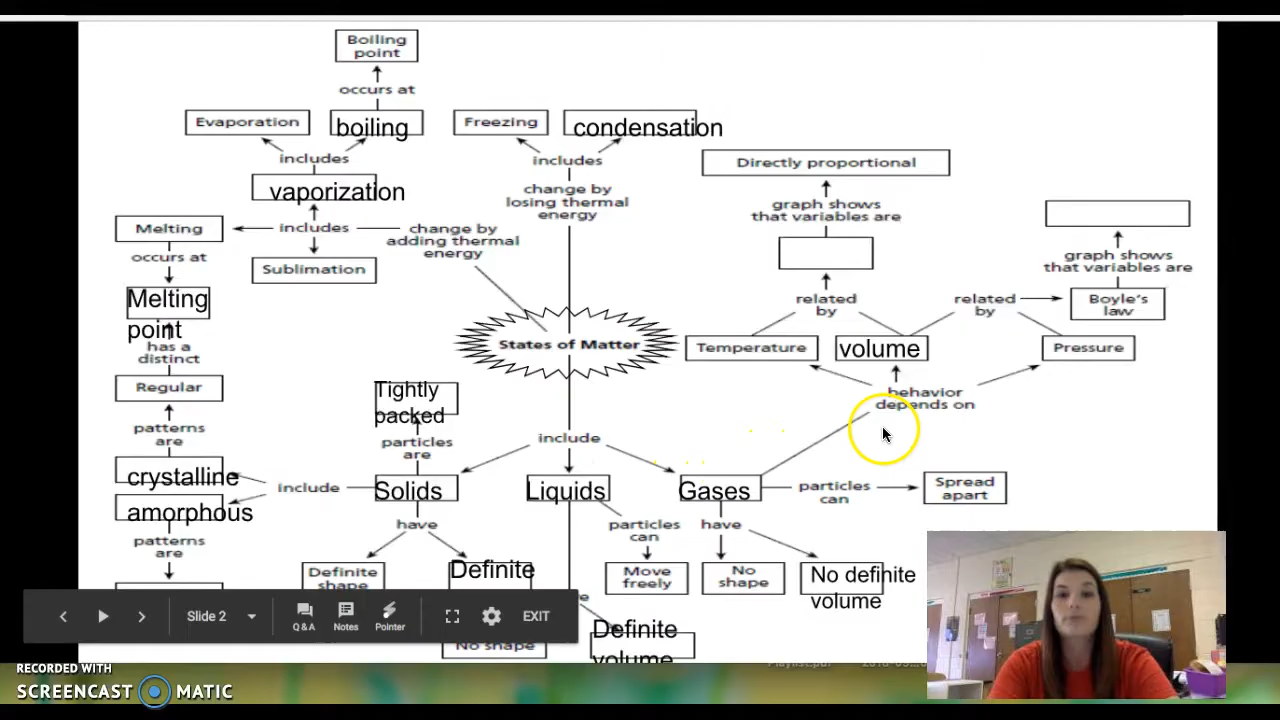 Boiling
point
occurs at
Evaporation
boiling
Freezing
condensation
includes
includes
Directly proportional
vaporization
change by
losing thermal
energy
graph shows
that variables are
Melting
includes
change by
adding thermal
energy
occurs at
Sublimation
graph shows
that variables are
Melting
point
related
by
related
by
Boyle's
law
has a
distinct
States of Matter
Temperature
volume
Pressure
Regular
Tightly
packed
behavior
depends on
patterns
are
particles
are
include
crystalline
include
Solids
Liquids
Gases
particles
can
Spread
apart
amorphous
have
particles
can
have
patterns
are
Definite
shape
Definite
Move
freely
No
shape
No definite
volume
Slide 2
Q & A
Notes
Pointer
EXIT
No shape
Definite
volume
RECORDED WITH
SCREENCAST MATIC
Playlist.pdf